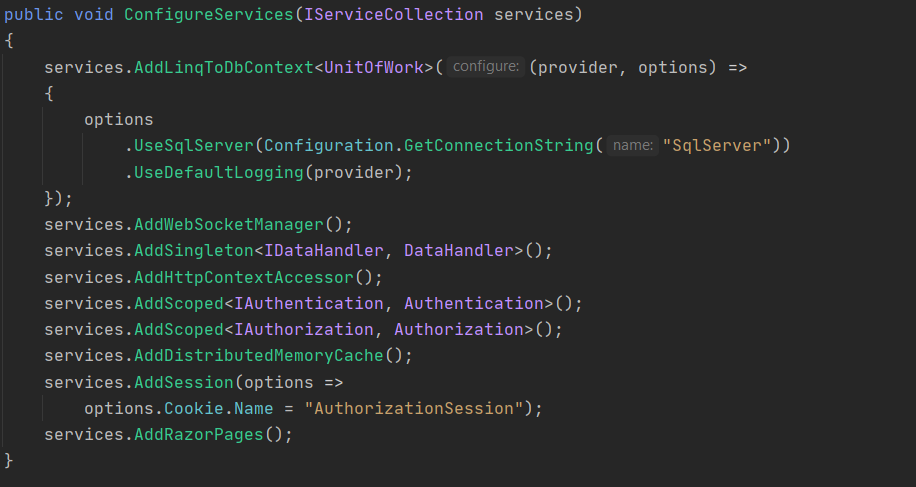 public void ConfigureServices(IServiceCollection services)
{
    services.AddLinqToDbContext<UnitOfWork>( configure: (provider, options) =>
    {
        options
            .UseSqlServer(Configuration.GetConnectionString( name: "SqlServer"))
            .UseDefaultLogging(provider);
    });
    services.AddWebSocketManager();
    services.AddSingleton<IDataHandler, DataHandler>();
    services.AddHttpContextAccessor();
    services.AddScoped<IAuthentication, Authentication>();
    services.AddScoped<IAuthorization, Authorization>();
    services.AddDistributedMemoryCache();
    services.AddSession(options =>
        options.Cookie.Name = "AuthorizationSession");
    services.AddRazorPages();
}